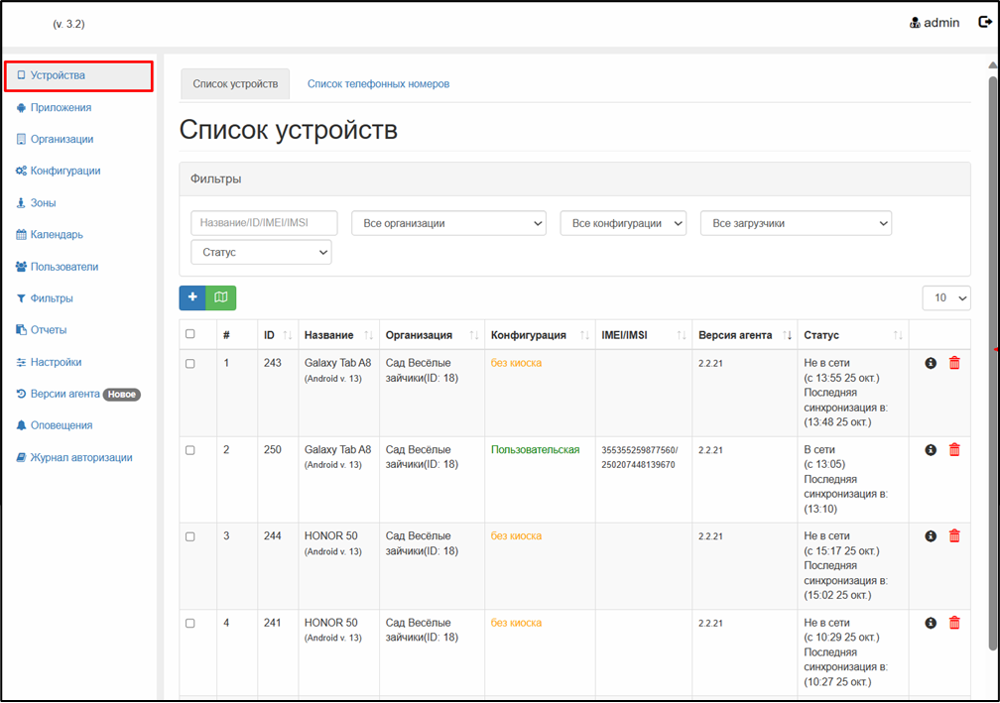 (v. 3.2)
admin
Устройства
Приложения
Организации
Конфигурации
Зоны
Календарь
Пользователи
Фильтры
Отчеты
Настройки
Версии агента Новое
Оповещения
Журнал авторизации
Список устройств Список телефонных номеров
Список устройств
Фильтры
Название/ID/IMEI/IMSI Все организации Все конфигурации Все загрузчики
Статус
+ 10
# ID Название Организация Конфигурация IMEI/IMSI Версия агента Статус
1 243 Galaxy Tab A8 Сад Весёлые без киоска 2.2.21 Не в сети
(Android v. 13) зайчики(ID: 18) (с 13:55 25 окт.)
Последняя
синхронизация в:
(13:48 25 окт.)
2 250 Galaxy Tab A8 Сад Весёлые Пользовательская 355355259877560/ 2.2.21 В сети
(Android v. 13) зайчики(ID: 18) 250207448139670 (с 13:05)
Последняя
синхронизация в:
(13:10)
3 244 HONOR 50 Сад Весёлые без киоска 2.2.21 Не в сети
(Android v. 13) зайчики(ID: 18) (с 15:17 25 окт.)
Последняя
синхронизация в:
(15:02 25 окт.)
4 241 HONOR 50 Сад Весёлые без киоска 2.2.21 Не в сети
(Android v. 13) зайчики(ID: 18) (с 10:29 25 окт.)
Последняя
синхронизация в:
(10:27 25 окт.)